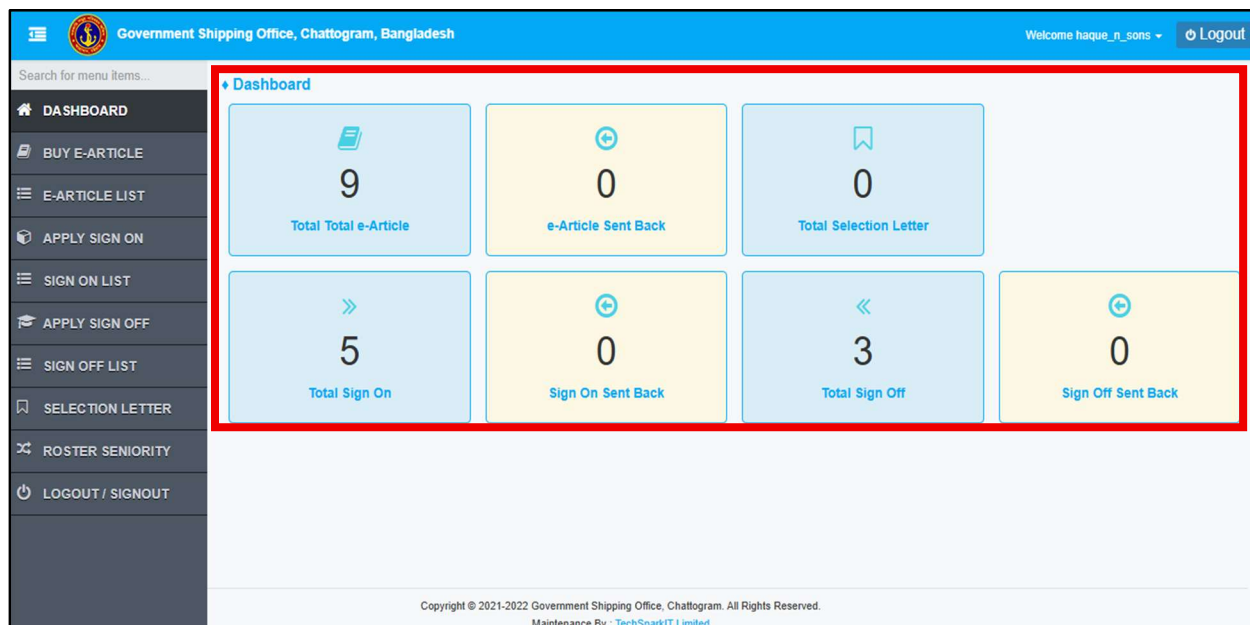 Government Shipping Office, Chattogram, Bangladesh
Welcome haque_n_sons
Logout
Search for menu items...
DASHBOARD
BUY E-ARTICLE
E-ARTICLE LIST
APPLY SIGN ON
SIGN ON LIST
APPLY SIGN OFF
SIGN OFF LIST
SELECTION LETTER
ROSTER SENIORITY
LOGOUT / SIGNOUT
Dashboard
9
Total Total e-Article
0
e-Article Sent Back
0
Total Selection Letter
5
Total Sign On
0
Sign On Sent Back
3
Total Sign Off
0
Sign Off Sent Back
Copyright © 2021-2022 Government Shipping Office, Chattogram. All Rights Reserved.
Maintenance By : TechSparkIT Limited